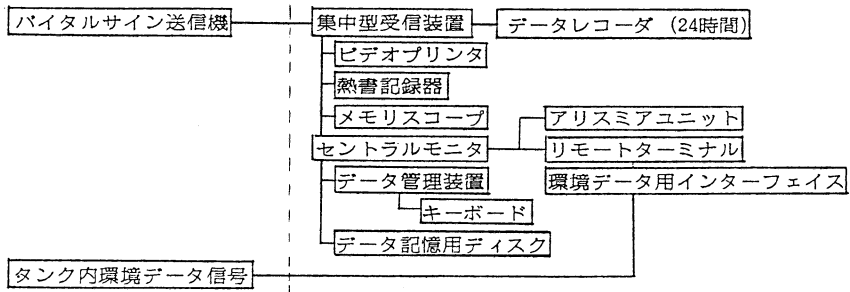 バイタルサイン送信機
集中型受信装置
データレコーダ (24時間)
ビデオプリンタ
熱書記録器
メモリスコープ
アリスミアユニット
セントラルモニタ
リモートターミナル
データ管理装置
環境データ用インターフェイス
キーボード
データ記憶用ディスク
タンク内環境データ信号